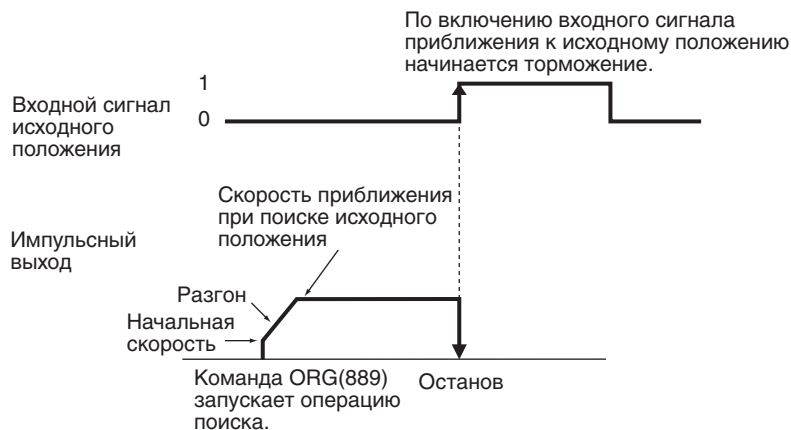 По включению входного сигнала
приближения к исходному положению
начинается торможение.
1
Входной сигнал
исходного
положения
0
Скорость приближения
при поиске исходного
положения
Импульсный
выход
Разгон
Начальная
скорость
Команда ORG(889)
запускает операцию
поиска.
Останов